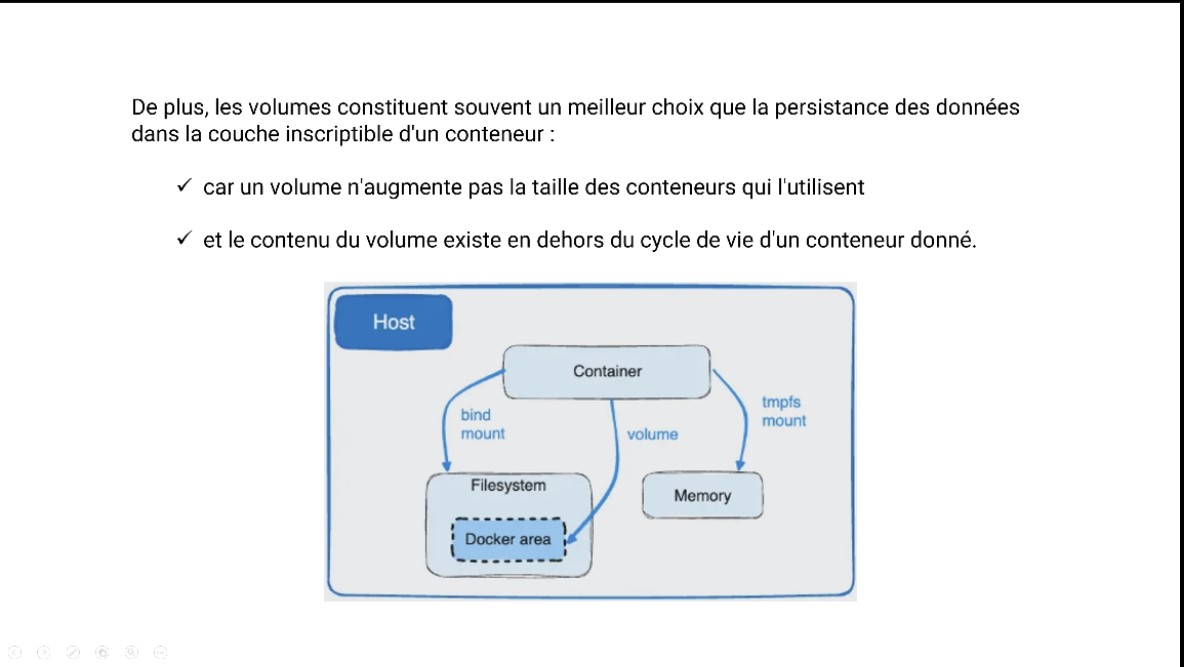 De plus, les volumes constituent souvent un meilleur choix que la persistance des données
dans la couche inscriptible d'un conteneur :
✓ car un volume n'augmente pas la taille des conteneurs qui l'utilisent
✓ et le contenu du volume existe en dehors du cycle de vie d'un conteneur donné.
Host
Container
bind
mount
volume
tmpfs
mount
Filesystem
Memory
Docker area